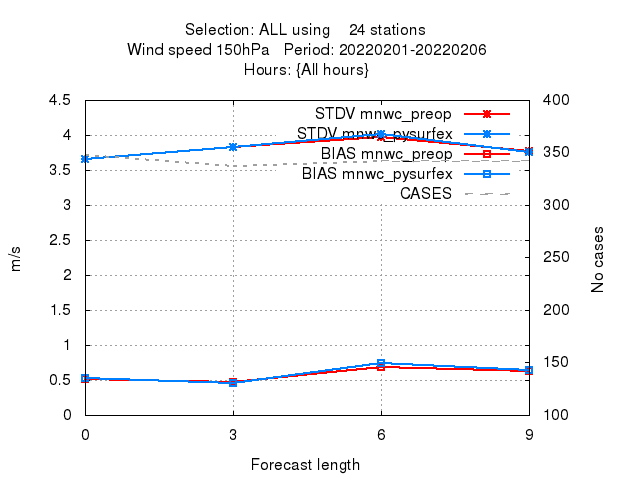 Selection: ALL using    24 stations
Wind speed 150hPa   Period: 20220201-20220206
Hours: {All hours}
4.5
4
3.5
3
2.5
2
1.5
1
0.5
0
400
350
300
250
200
150
100
m/s
No cases
STDV mnwc_preop
STDV mnwc_pysurfex
BIAS mnwc_preop
BIAS mnwc_pysurfex
CASES
0 3 6 9
Forecast length